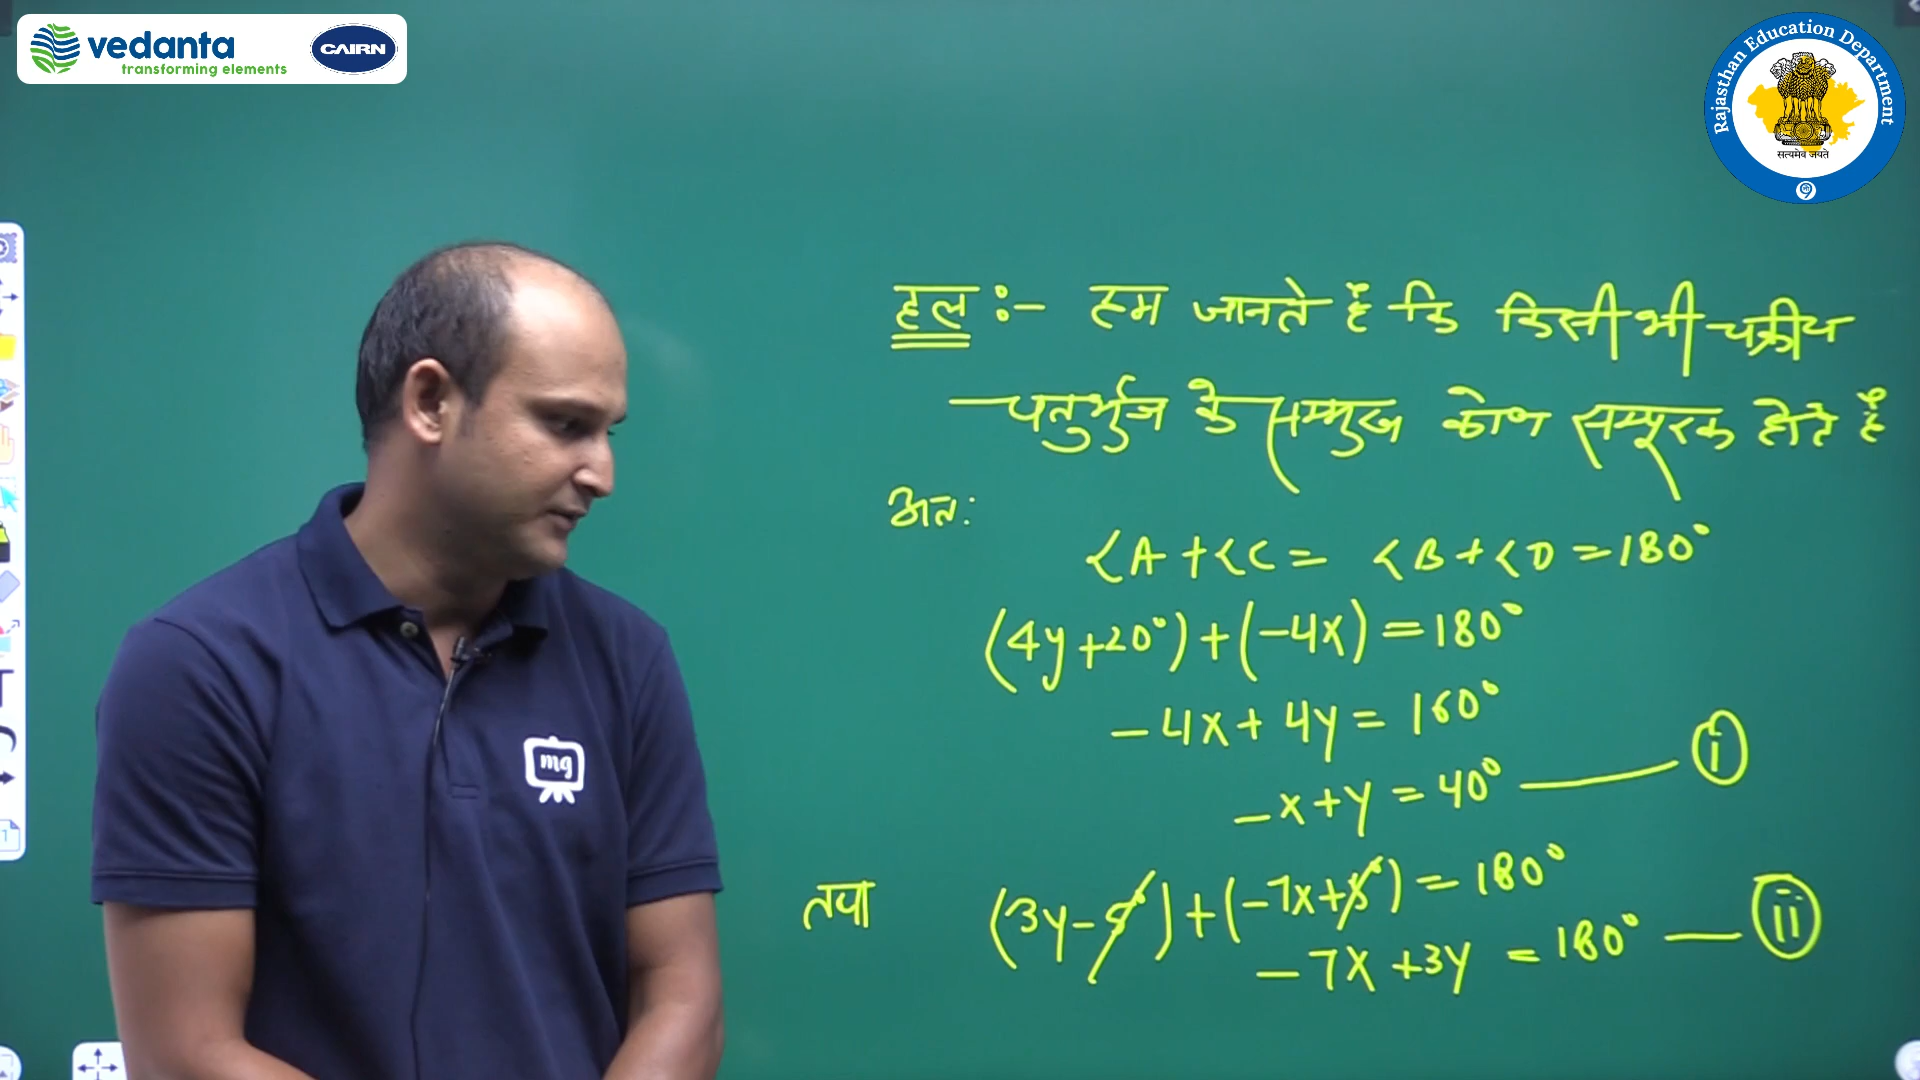 vedanta
transforming elements
CAIRN
Rajasthan Education Department
सत्यमेव जयते
हल :- हम जानते हैं कि किसी भी चक्रीय
चतुर्भुज के सम्मुख कोण सम्पूरक होते हैं
अतः
∠A + ∠C = ∠B + ∠D = 180°
(4y+20°) + (-4x) = 180°
-4x + 4y = 160°
-x + y = 40° — (i)
तथा (3y-5°) + (-7x+5°) = 180°
-7x + 3y = 180° — (ii)
mg